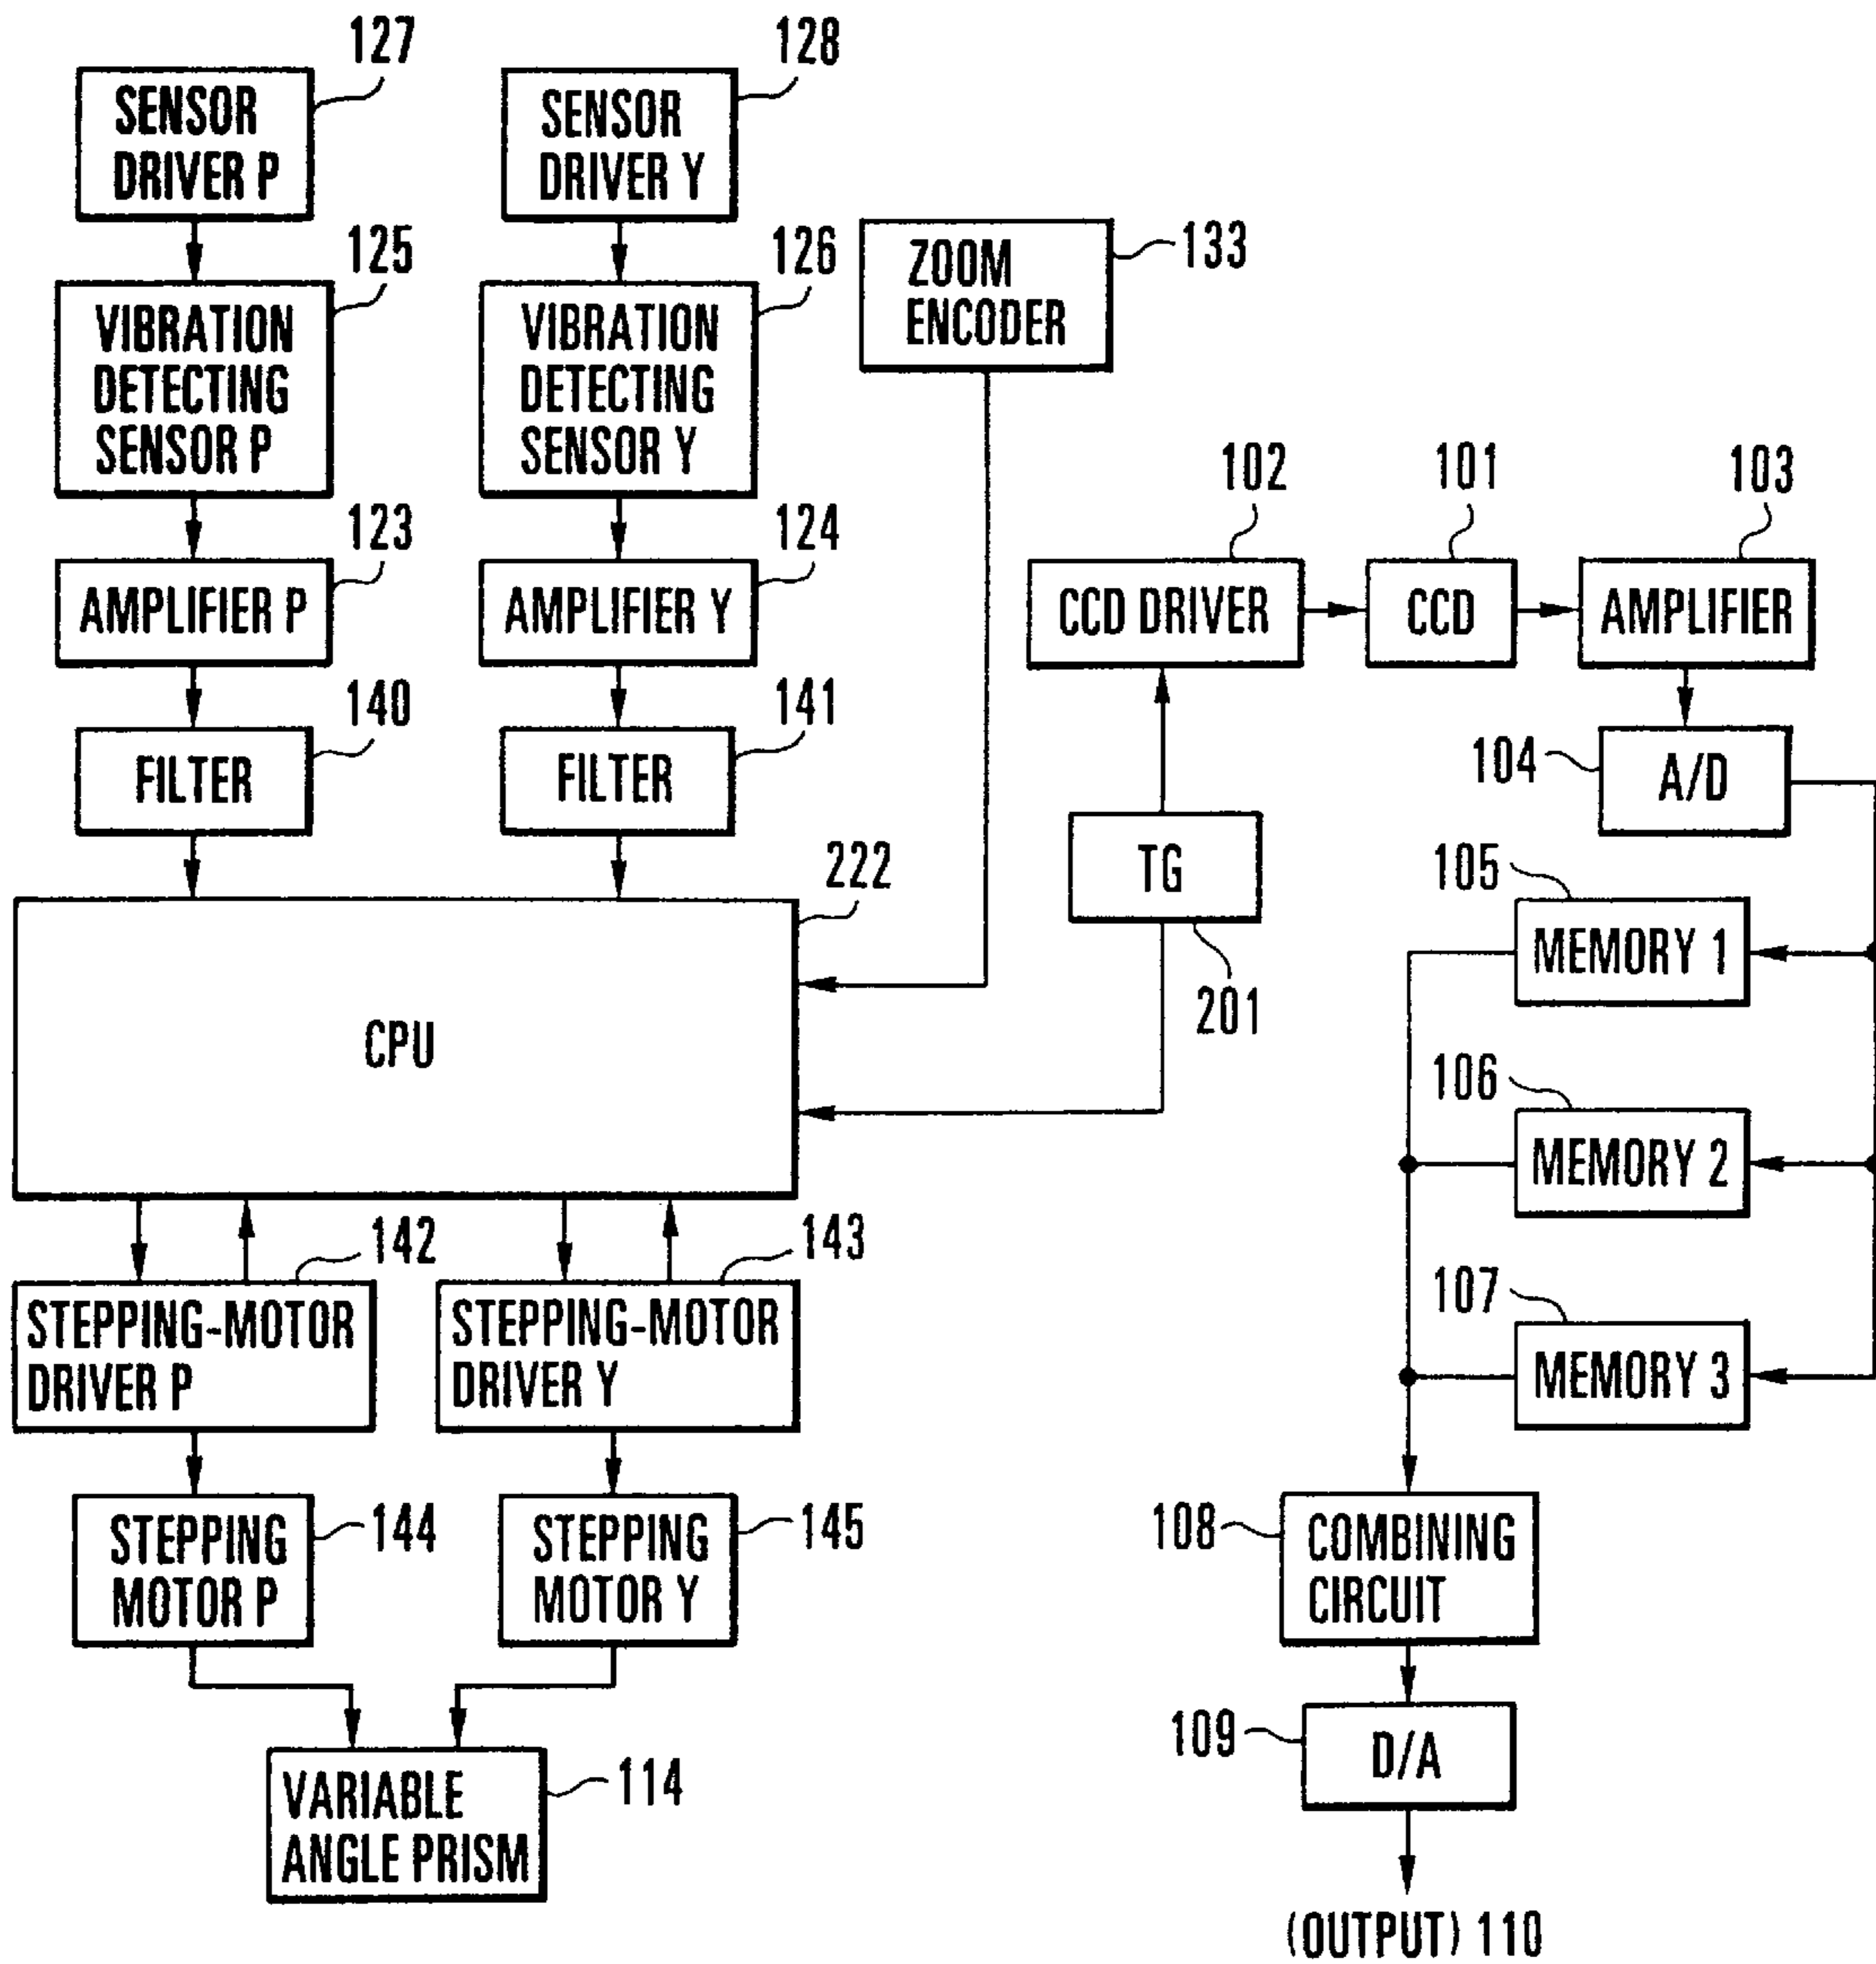 127
SENSOR
DRIVER P
128
SENSOR
DRIVER Y
125
VIBRATION
DETECTING
SENSOR P
126
VIBRATION
DETECTING
SENSOR Y
133
ZOOM
ENCODER
123
AMPLIFIER P
124
AMPLIFIER Y
102
CCD DRIVER
101
CCD
103
AMPLIFIER
140
FILTER
141
FILTER
104
A/D
222
CPU
TG
201
105
MEMORY 1
106
MEMORY 2
107
MEMORY 3
142
STEPPING-MOTOR
DRIVER P
143
STEPPING-MOTOR
DRIVER Y
144
STEPPING
MOTOR P
145
STEPPING
MOTOR Y
108
COMBINING
CIRCUIT
114
VARIABLE
ANGLE PRISM
109
D/A
(OUTPUT) 110